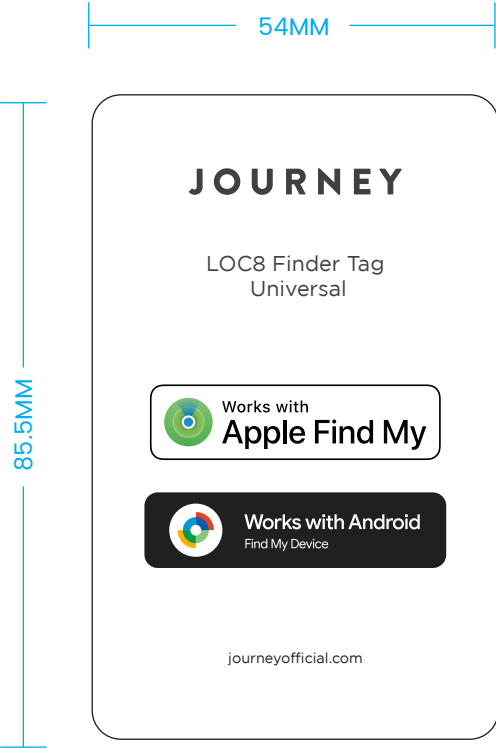 54MM
85.5MM
JOURNEY
LOC8 Finder Tag
Universal
Works with
Apple Find My
Works with Android
Find My Device
journeyofficial.com